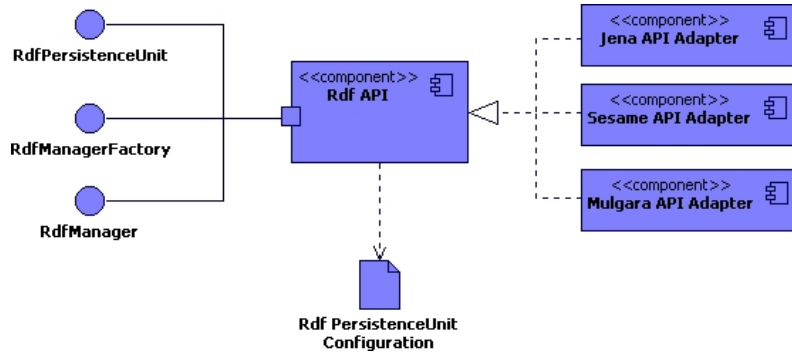 RdfPersistenceUnit
RdfManagerFactory
RdfManager
<<component>>
Rdf API
Rdf PersistenceUnit
Configuration
<<component>>
Jena API Adapter
<<component>>
Sesame API Adapter
<<component>>
Mulgara API Adapter